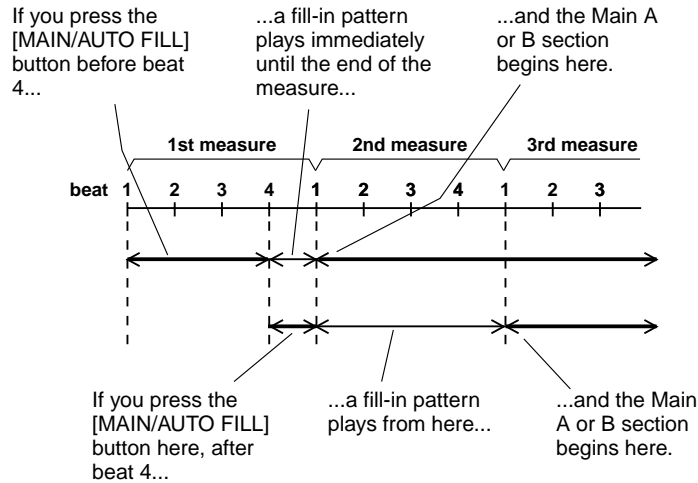 If you press the
[MAIN/AUTO FILL]
button before beat
4...
...a fill-in pattern
plays immediately
until the end of the
measure...
...and the Main A
or B section
begins here.
1st measure 2nd measure 3rd measure
beat 1 2 3 4 1 2 3 4 1 2 3
If you press the
[MAIN/AUTO FILL]
button here, after
beat 4...
...a fill-in pattern
plays from here...
...and the Main
A or B section
begins here.